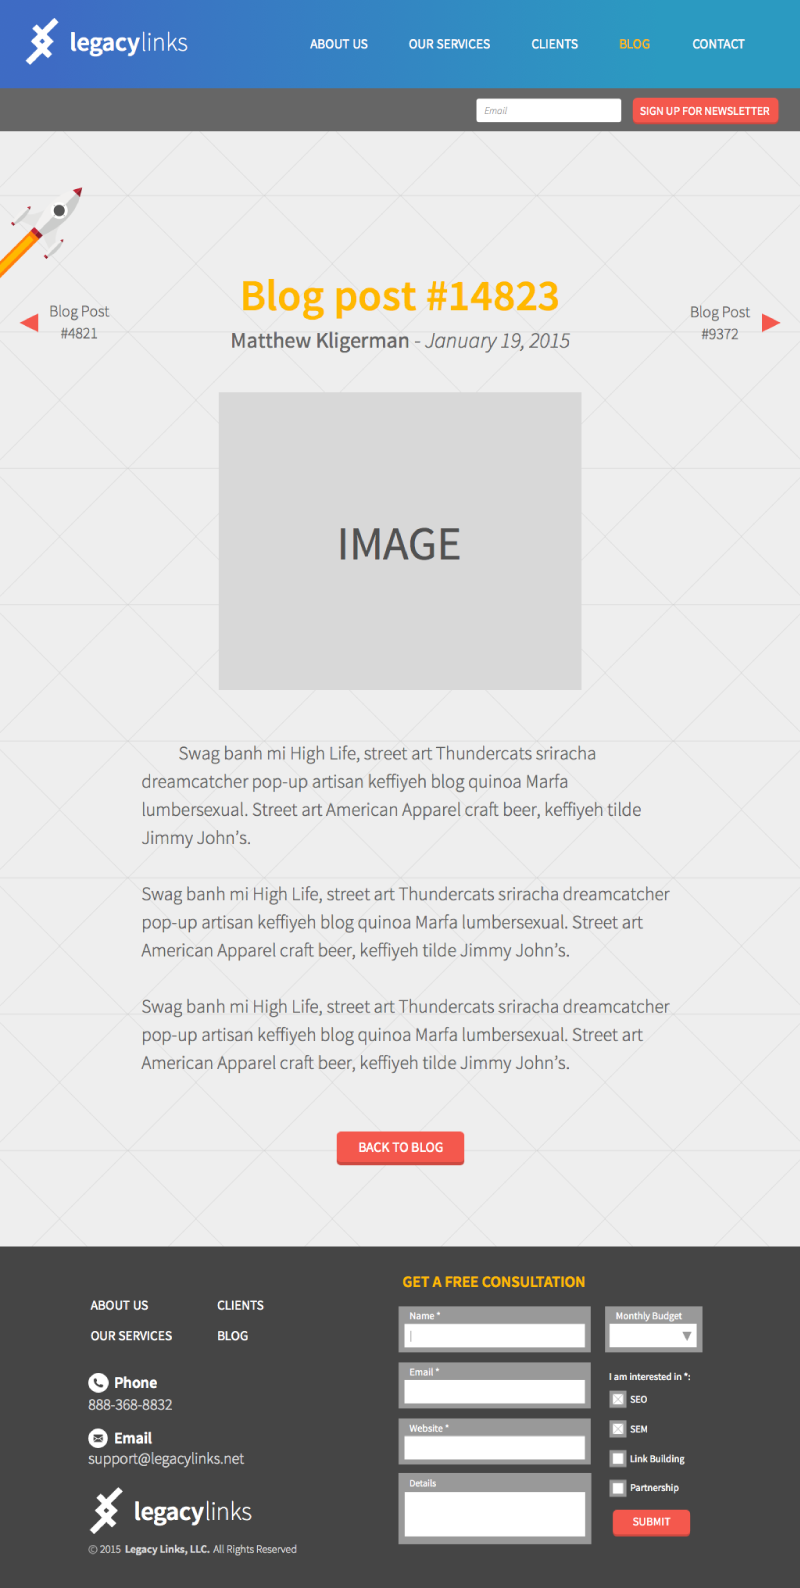 legacylinks
ABOUT US
OUR SERVICES
CLIENTS
BLOG
CONTACT
Email
SIGN UP FOR NEWSLETTER
Blog post #14823
Matthew Kligerman - January 19, 2015
Blog Post
#4821
Blog Post
#9372
IMAGE
Swag banh mi High Life, street art Thundercats sriracha
dreamcatcher pop-up artisan keffiyeh blog quinoa Marfa
lumbersexual. Street art American Apparel craft beer, keffiyeh tilde
Jimmy John’s.
Swag banh mi High Life, street art Thundercats sriracha dreamcatcher
pop-up artisan keffiyeh blog quinoa Marfa lumbersexual. Street art
American Apparel craft beer, keffiyeh tilde Jimmy John’s.
Swag banh mi High Life, street art Thundercats sriracha dreamcatcher
pop-up artisan keffiyeh blog quinoa Marfa lumbersexual. Street art
American Apparel craft beer, keffiyeh tilde Jimmy John’s.
BACK TO BLOG
ABOUT US
CLIENTS
OUR SERVICES
BLOG
Phone
888-368-8832
Email
support@legacylinks.net
legacylinks
© 2015 Legacy Links, LLC. All Rights Reserved
GET A FREE CONSULTATION
Name *
Email *
Website *
Details
Monthly Budget
I am interested in *:
SEO
SEM
Link Building
Partnership
SUBMIT